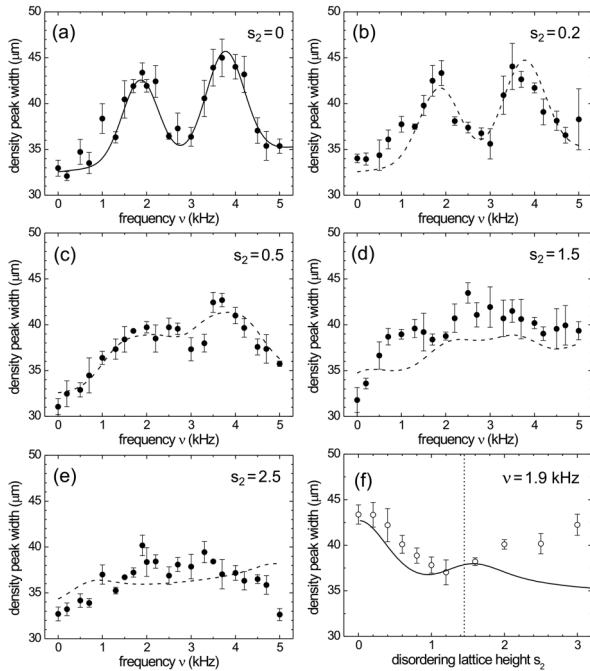 (a) s₂=0
density peak width (μm)
45
40
35
30
0 1 2 3 4 5
frequency ν (kHz)
(b) s₂=0.2
density peak width (μm)
50
45
40
35
30
0 1 2 3 4 5
frequency ν (kHz)
(c) s₂=0.5
density peak width (μm)
50
45
40
35
30
0 1 2 3 4 5
frequency ν (kHz)
(d) s₂=1.5
density peak width (μm)
50
45
40
35
30
0 1 2 3 4 5
frequency ν (kHz)
(e) s₂=2.5
density peak width (μm)
50
45
40
35
30
0 1 2 3 4 5
frequency ν (kHz)
(f) ν=1.9 kHz
density peak width (μm)
50
45
40
35
30
0 1 2 3
disordering lattice height s₂